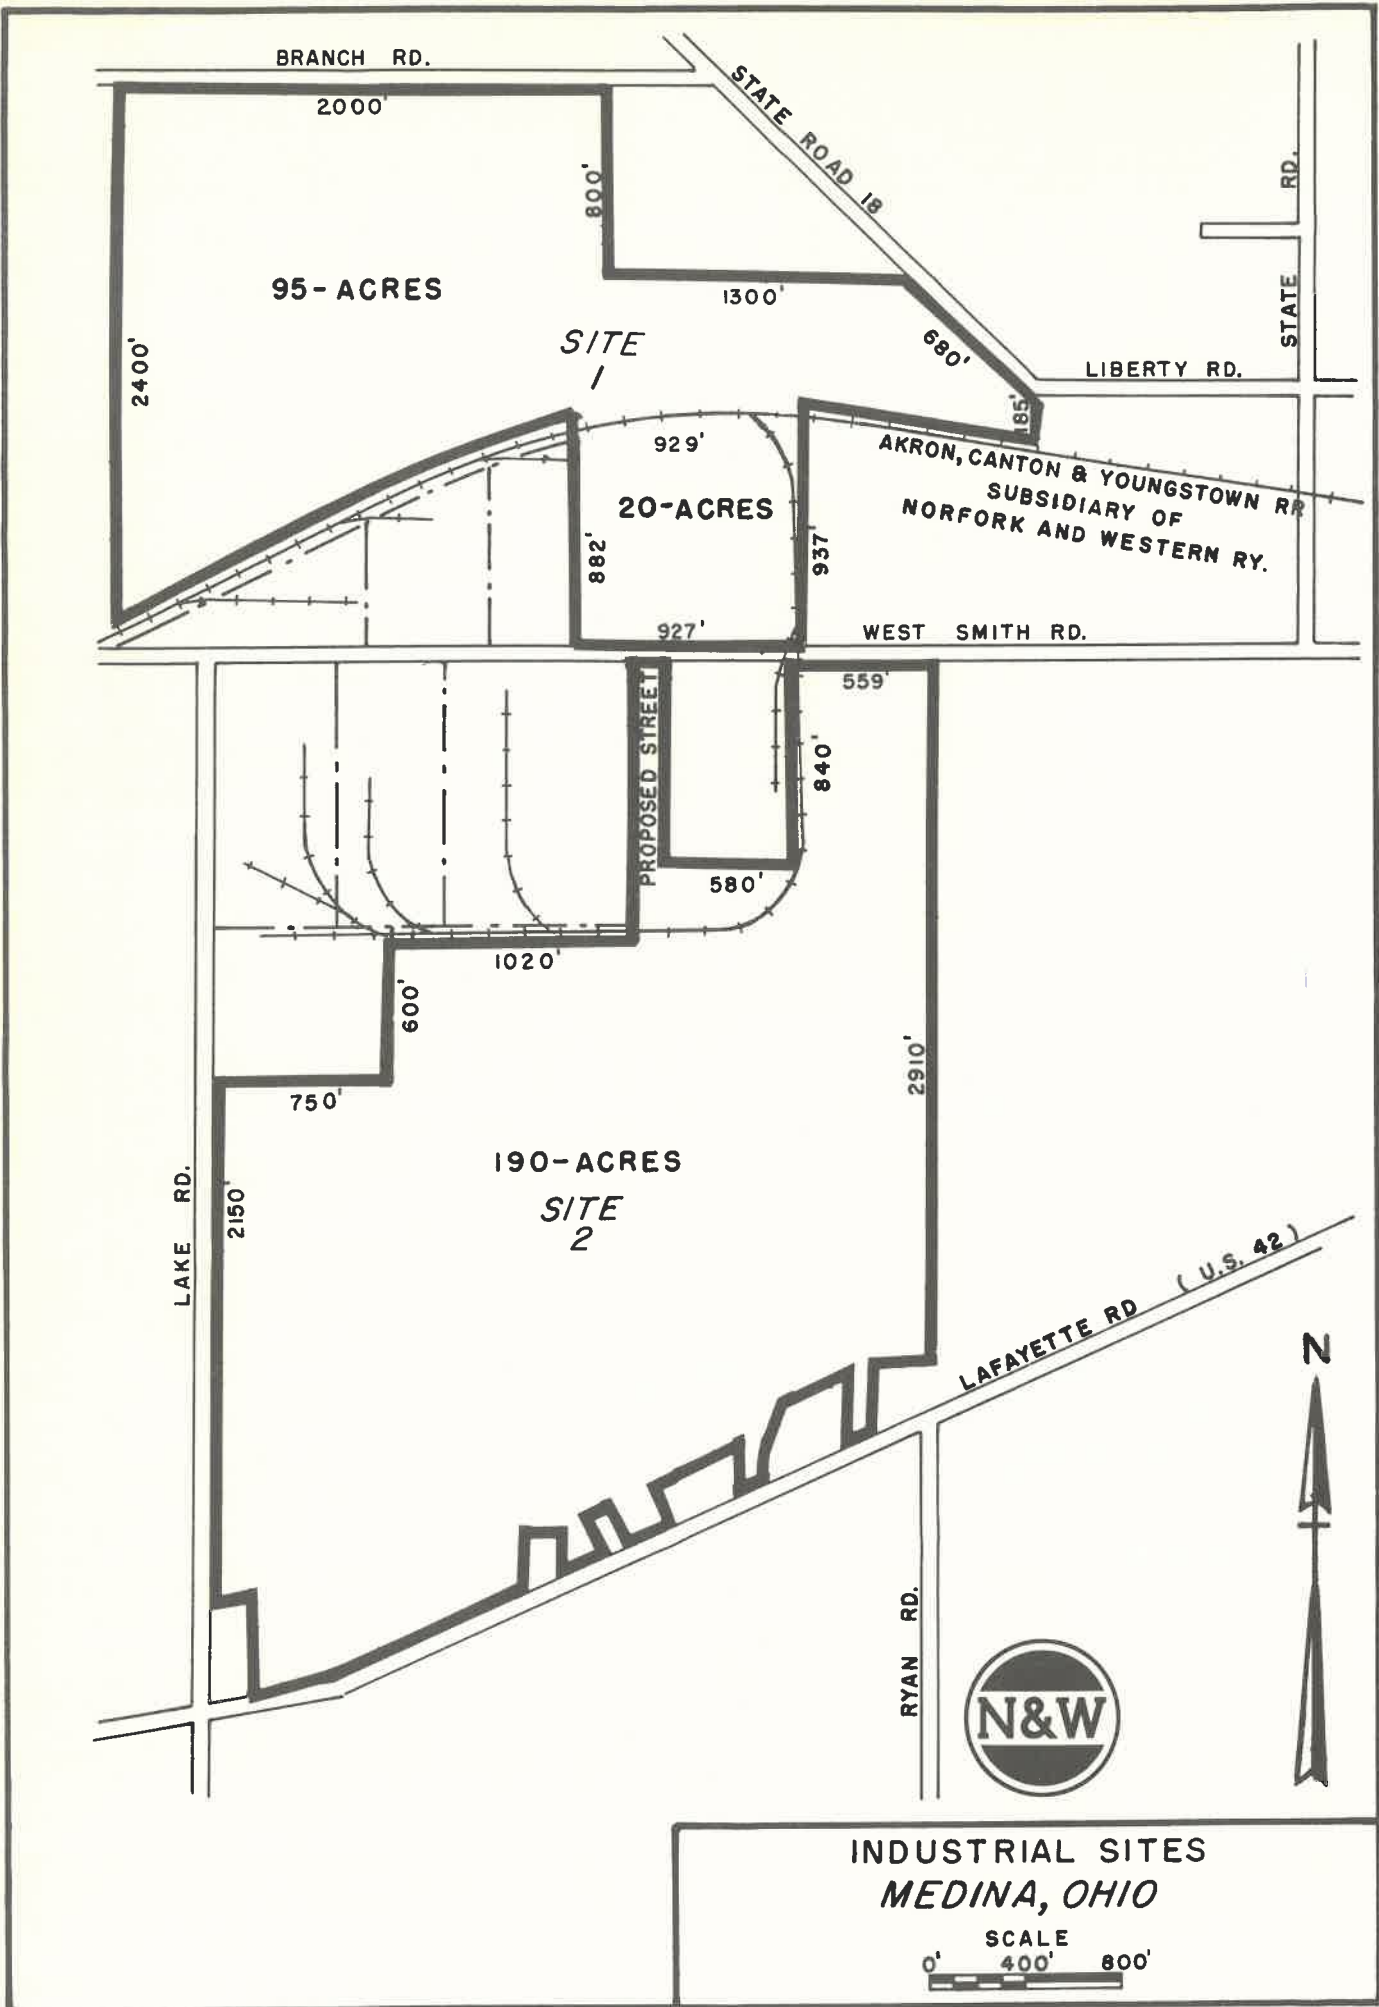 BRANCH RD.
2000'
STATE ROAD 18
800'
STATE RD.
95-ACRES
1300'
SITE
1
680'
2400'
LIBERTY RD.
185'
929'
AKRON, CANTON & YOUNGSTOWN RR
SUBSIDIARY OF
NORFORK AND WESTERN RY.
20-ACRES
882'
937'
927'
WEST SMITH RD.
559'
PROPOSED STREET
840'
580'
1020'
600'
750'
2910'
190-ACRES
SITE
2
2150'
LAKE RD.
LAFAYETTE RD (U.S. 42)
N
RYAN RD.
N&W
INDUSTRIAL SITES
MEDINA, OHIO
SCALE
0' 400' 800'